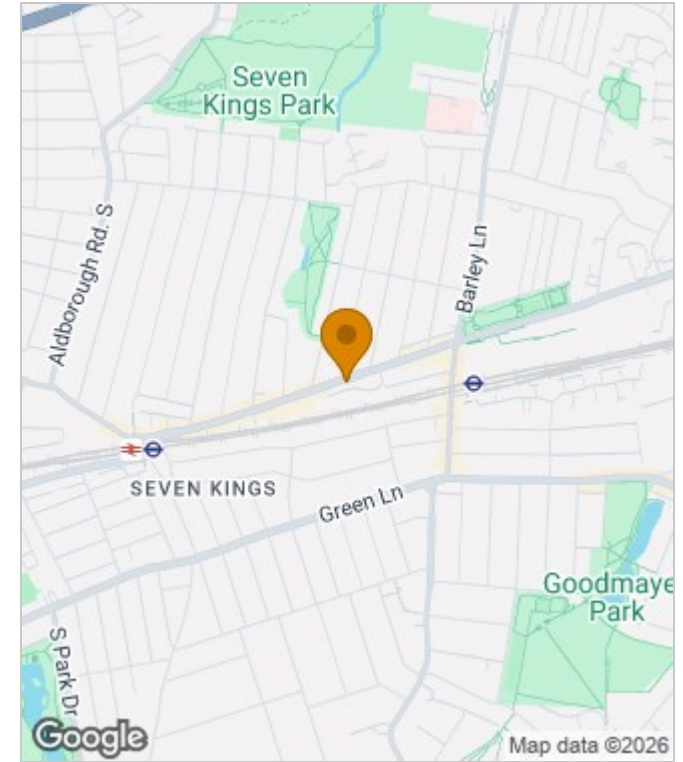 Seven
Kings Park
Aldborough Rd. S
Barley Ln
SEVEN KINGS
Green Ln
Goodmaye
Park
S Park Dr
Google
Map data ©2026